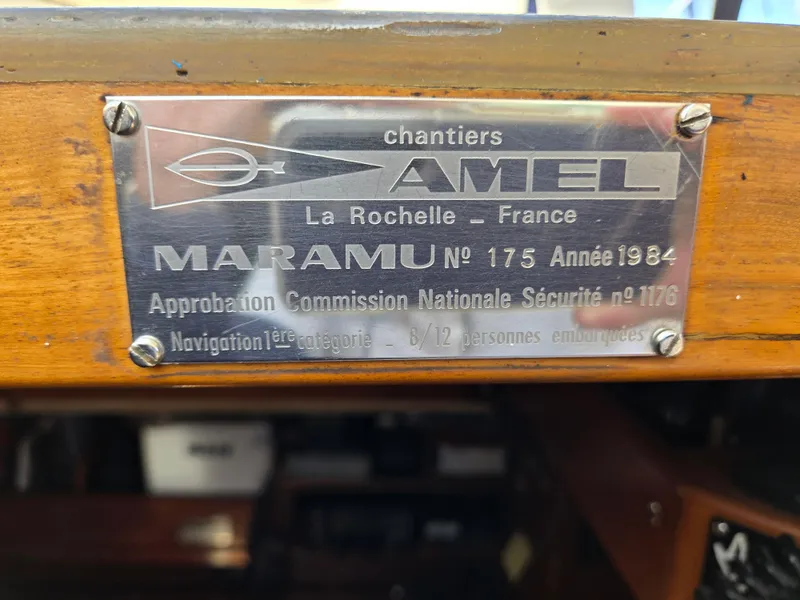 chantiers
AMEL
La Rochelle _ France
MARAMU Nº 175 Année 1984
Approbation Commission Nationale Sécurité nº 1176
Navigation 1ère catégorie _ 8/12 personnes embarquées